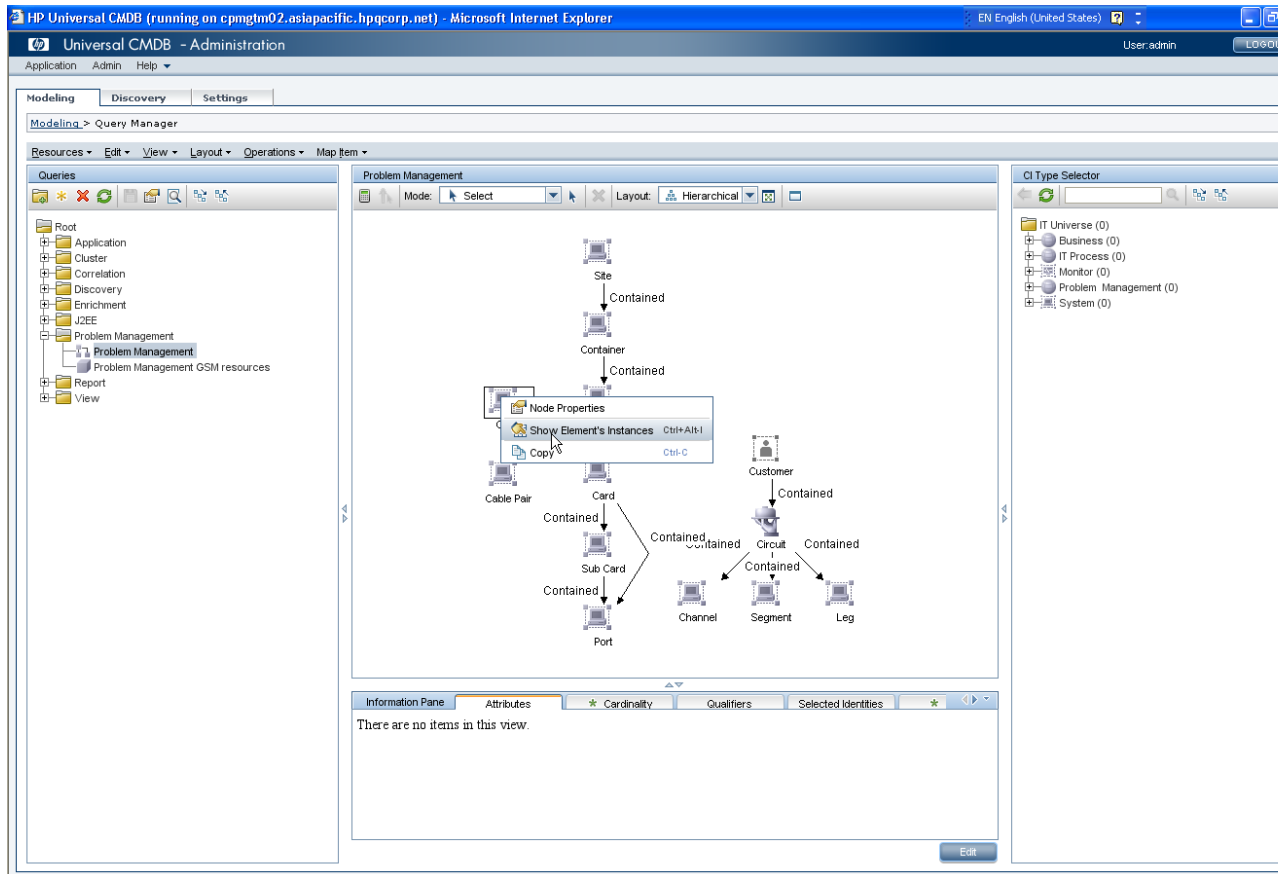 HP Universal CMDB (running on cpmgtm02.asiapacific.hpqcorp.net) - Microsoft Internet Explorer
EN English (United States)
Universal CMDB - Administration
User:admin
Application Admin Help
Modeling Discovery Settings
Modeling > Query Manager
Resources Edit View Layout Operations Map Item
Queries
Root
Application
Cluster
Correlation
Discovery
Enrichment
J2EE
Problem Management
Problem Management
Problem Management GSM resources
Report
View
Problem Management
Mode: Select Layout: Hierarchical
Site
Contained
Container
Contained
Node Properties
Show Element's Instances Ctrl+Alt-I
Copy Ctrl-C
Cable Pair
Card
Contained
Sub Card
Contained
Port
Contained
Customer
Contained
Circuit
Contained
Contained
Channel
Segment
Leg
Information Pane Attributes * Cardinality Qualifiers Selected Identities *
There are no items in this view.
Edit
CI Type Selector
IT Universe (0)
Business (0)
IT Process (0)
Monitor (0)
Problem Management (0)
System (0)